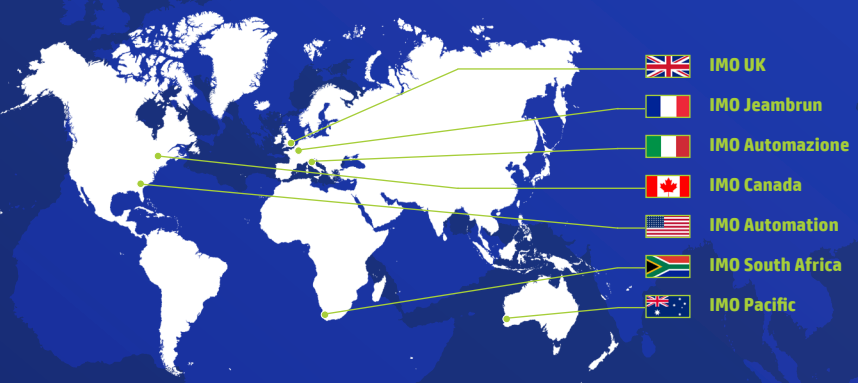 IMO UK
IMO Jeambrun
IMO Automazione
IMO Canada
IMO Automation
IMO South Africa
IMO Pacific